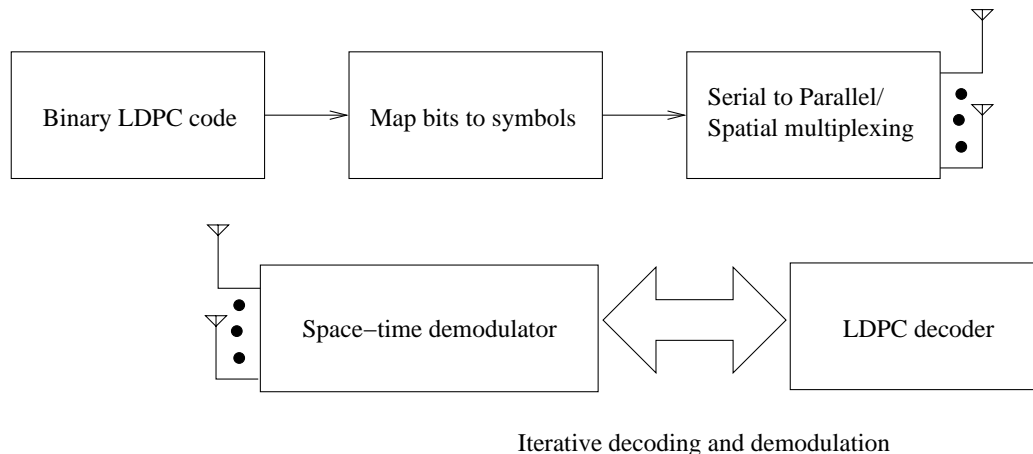 Binary LDPC code
Map bits to symbols
Serial to Parallel/
Spatial multiplexing
Space−time demodulator
LDPC decoder
Iterative decoding and demodulation